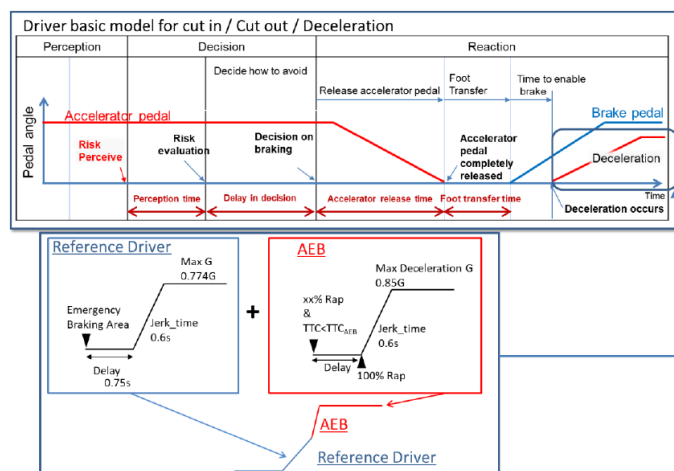 Driver basic model for cut in / Cut out / Deceleration
Perception
Decision
Reaction
Decide how to avoid
Release accelerator pedal
Foot
Transfer
Time to enable
brake
Pedal angle
Accelerator pedal
Brake pedal
Risk
Perceive
Risk
evaluation
Decision on
braking
Accelerator
pedal
completely
released
Deceleration
Time
Perception time
Delay in decision
Accelerator release time
Foot transfer time
Deceleration occurs
Reference Driver
Max G
0.774G
Emergency
Braking Area
Jerk_time
0.6s
Delay
0.75s
+
AEB
Max Deceleration G
0.85G
xx% Rap
&
TTC<TTCAEB
Jerk_time
0.6s
Delay
100% Rap
AEB
Reference Driver